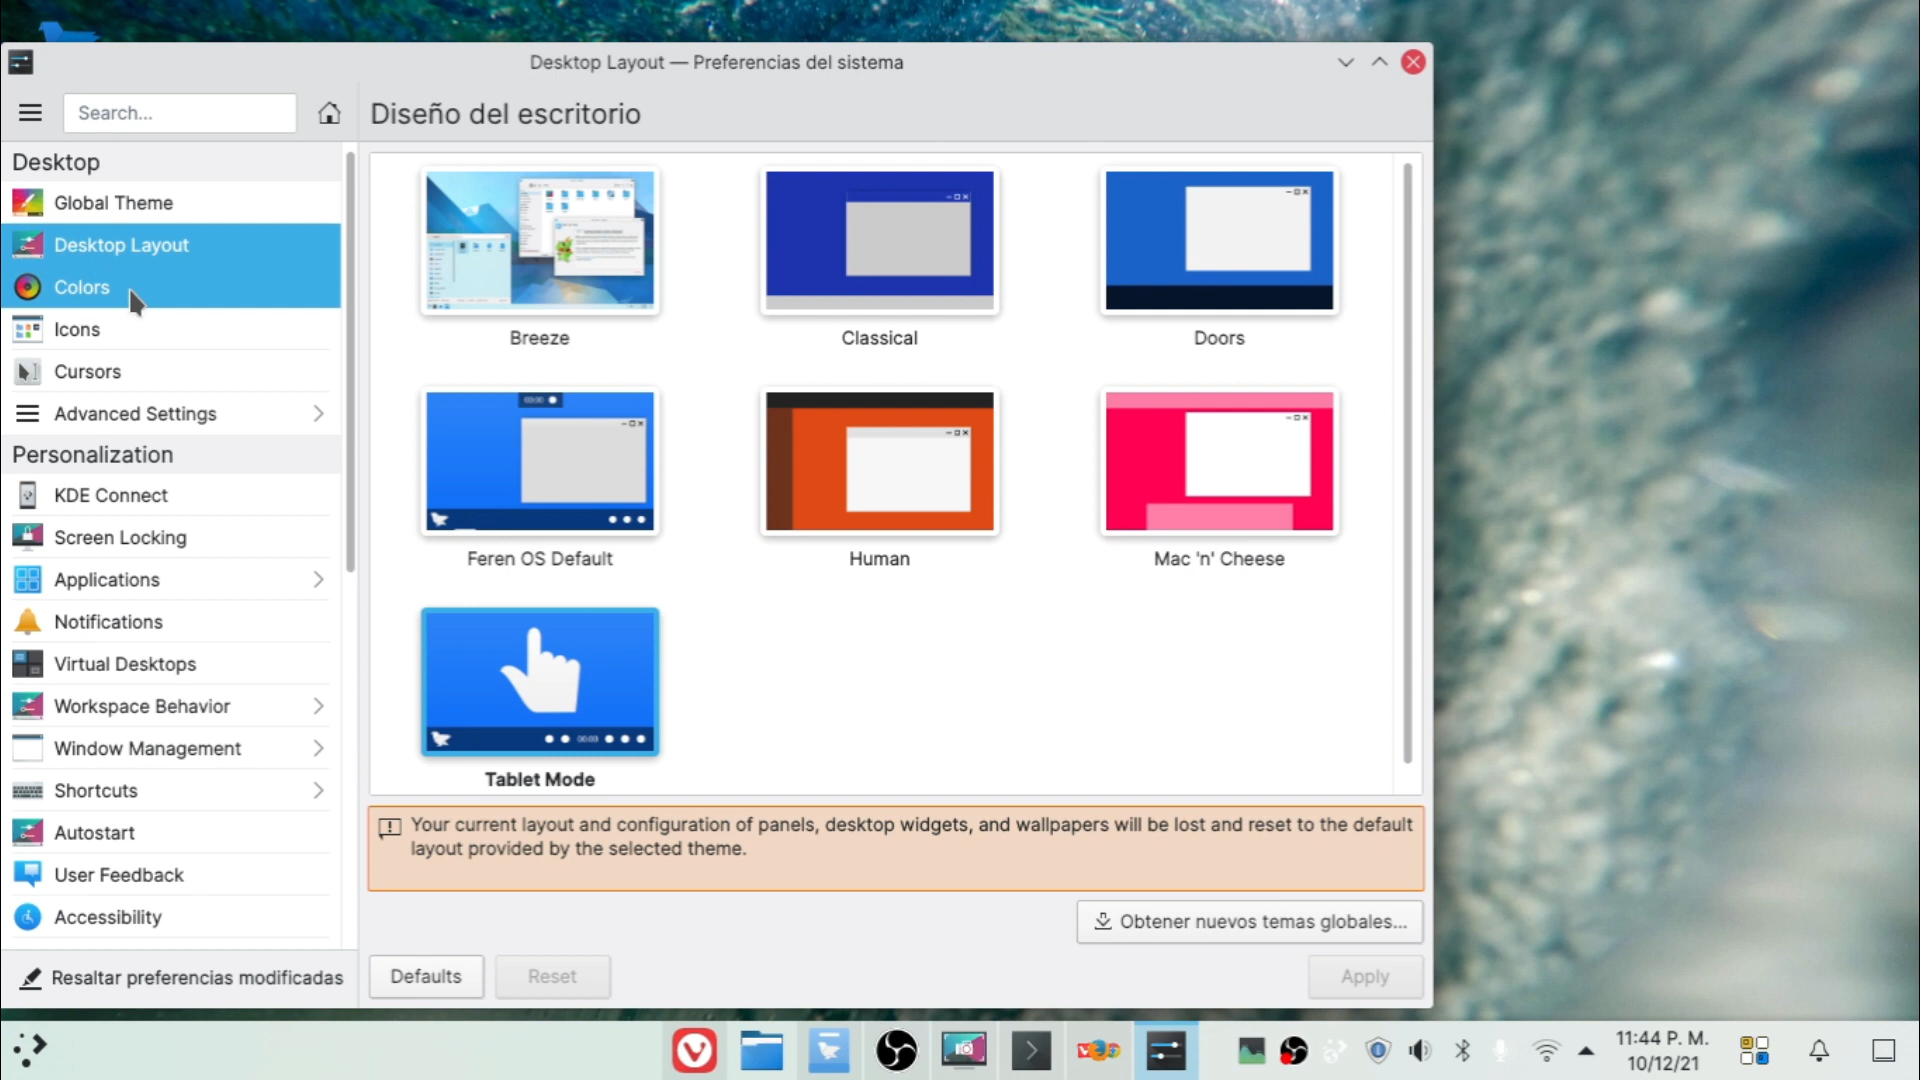 Desktop Layout — Preferencias del sistema
Search...
Diseño del escritorio
Desktop
Global Theme
Desktop Layout
Colors
Icons
Cursors
Advanced Settings
Personalization
KDE Connect
Screen Locking
Applications
Notifications
Virtual Desktops
Workspace Behavior
Window Management
Shortcuts
Autostart
User Feedback
Accessibility
Resaltar preferencias modificadas
Breeze
Classical
Doors
00:00
Feren OS Default
Human
Mac 'n' Cheese
Tablet Mode
Your current layout and configuration of panels, desktop widgets, and wallpapers will be lost and reset to the default
layout provided by the selected theme.
Obtener nuevos temas globales...
Defaults
Reset
Apply
11:44 P. M.
10/12/21